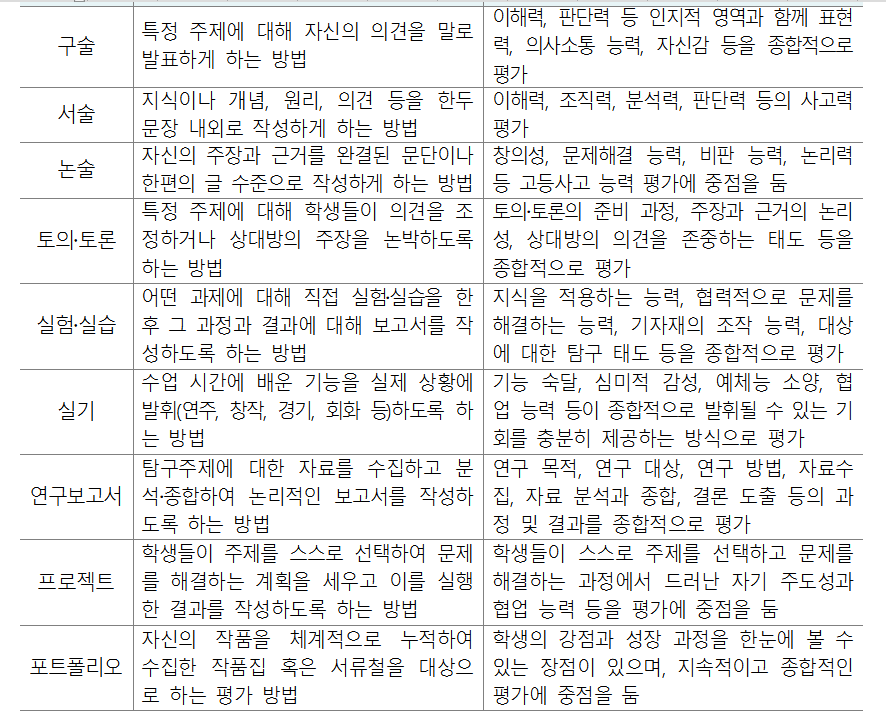 구술
특정 주제에 대해 자신의 의견을 말로
발표하게 하는 방법
이해력, 판단력 등 인지적 영역과 함께 표현
력, 의사소통 능력, 자신감 등을 종합적으로
평가
서술
지식이나 개념, 원리, 의견 등을 한두
문장 내외로 작성하게 하는 방법
이해력, 조직력, 분석력, 판단력 등의 사고력
평가
논술
자신의 주장과 근거를 완결된 문단이나
한편의 글 수준으로 작성하게 하는 방법
창의성, 문제해결 능력, 비판 능력, 논리력
등 고등사고 능력 평가에 중점을 둠
토의·토론
특정 주제에 대해 학생들이 의견을 조
정하거나 상대방의 주장을 논박하도록
하는 방법
토의·토론의 준비 과정, 주장과 근거의 논리
성, 상대방의 의견을 존중하는 태도 등을
종합적으로 평가
실험·실습
어떤 과제에 대해 직접 실험·실습을 한
후 그 과정과 결과에 대해 보고서를 작
성하도록 하는 방법
지식을 적용하는 능력, 협력적으로 문제를
해결하는 능력, 기자재의 조작 능력, 대상
에 대한 탐구 태도 등을 종합적으로 평가
실기
수업 시간에 배운 기능을 실제 상황에
발휘(연주, 창작, 경기, 회화 등)하도록 하
는 방법
기능 숙달, 심미적 감성, 예체능 소양, 협
업 능력 등이 종합적으로 발휘될 수 있는 기
회를 충분히 제공하는 방식으로 평가
연구보고서
탐구주제에 대한 자료를 수집하고 분
석·종합하여 논리적인 보고서를 작성하
도록 하는 방법
연구 목적, 연구 대상, 연구 방법, 자료수
집, 자료 분석과 종합, 결론 도출 등의 과
정 및 결과를 종합적으로 평가
프로젝트
학생들이 주제를 스스로 선택하여 문제
를 해결하는 계획을 세우고 이를 실행
한 결과를 작성하도록 하는 방법
학생들이 스스로 주제를 선택하고 문제를
해결하는 과정에서 드러난 자기 주도성과
협업 능력 등을 평가에 중점을 둠
포트폴리오
자신의 작품을 체계적으로 누적하여
수집한 작품집 혹은 서류철을 대상으
로 하는 평가 방법
학생의 강점과 성장 과정을 한눈에 볼 수
있는 장점이 있으며, 지속적이고 종합적인
평가에 중점을 둠